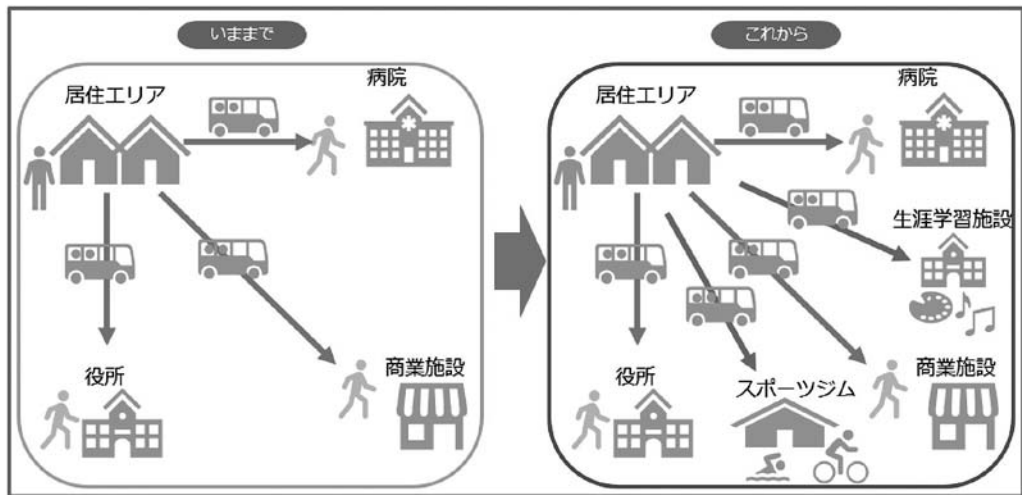 いままで
居住エリア
病院
役所
商業施設
これから
居住エリア
病院
生涯学習施設
役所
スポーツジム
商業施設